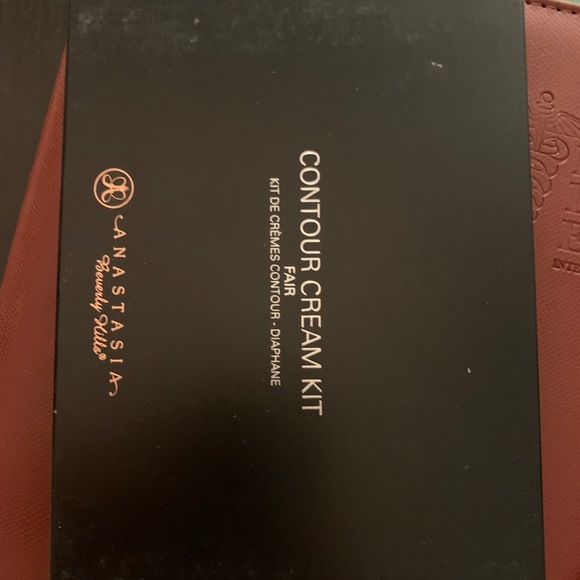 CONTOUR CREAM KIT
FAIR
KIT DE CRÈMES CONTOUR - DIAPHANE
ANASTASIA
Beverly Hills®